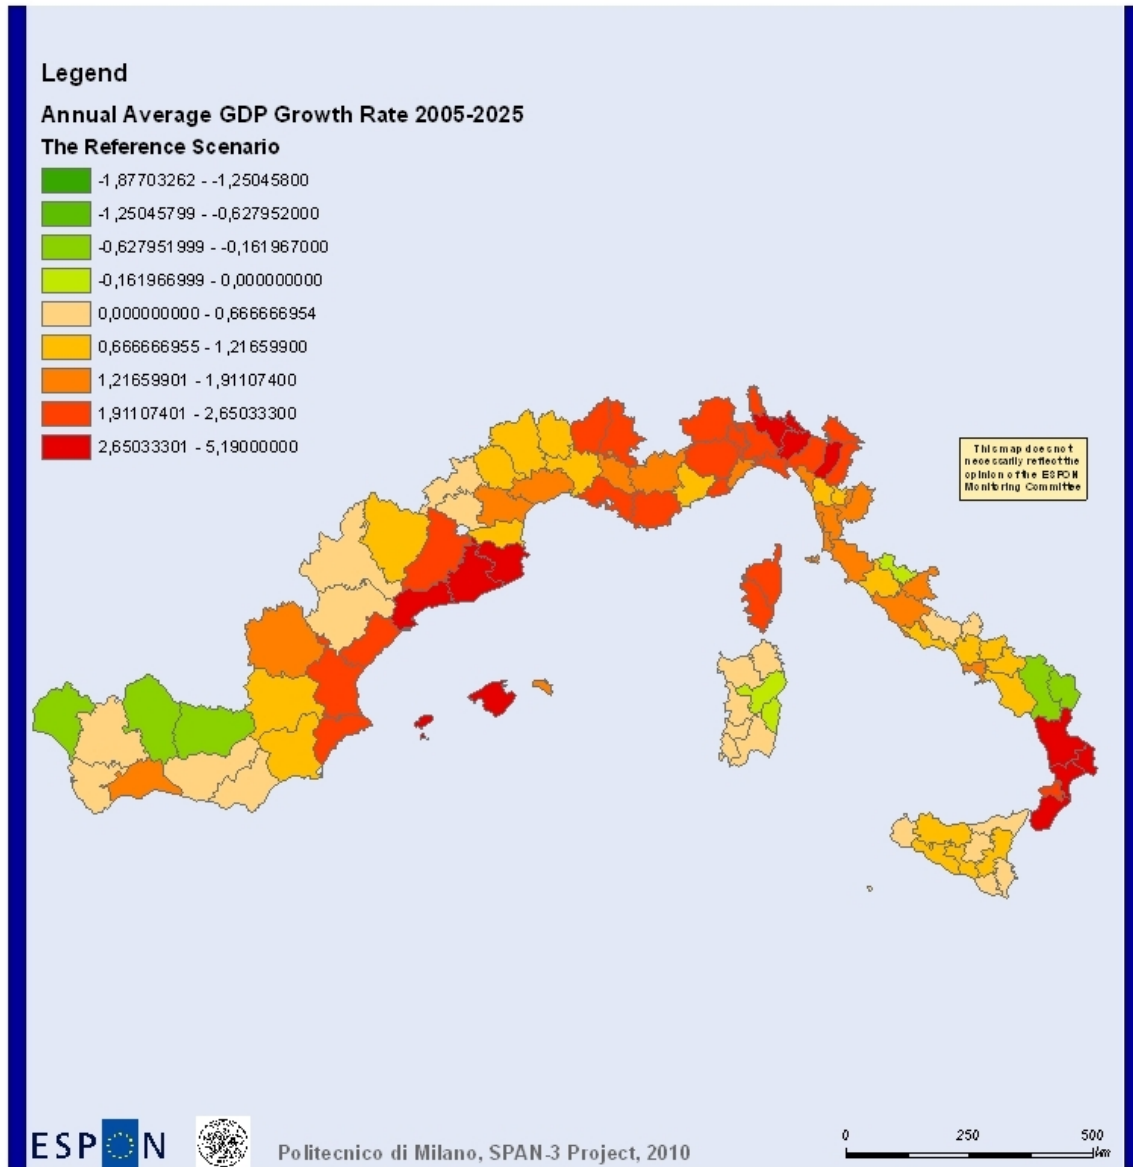 Legend
Annual Average GDP Growth Rate 2005-2025
The Reference Scenario
-1,87703262 - -1,25045800
-1,25045799 - -0,627952000
-0,627951999 - -0,161967000
-0,161966999 - 0,000000000
0,000000000 - 0,666666954
0,666666955 - 1,21659900
1,21659901 - 1,91107400
1,91107401 - 2,65033300
2,65033301 - 5,19000000
This map does not
necessarily reflect the
opinion of the ESPON
Monitoring Committee
ESPON
Politecnico di Milano, SPAN-3 Project, 2010
0 250 500
km